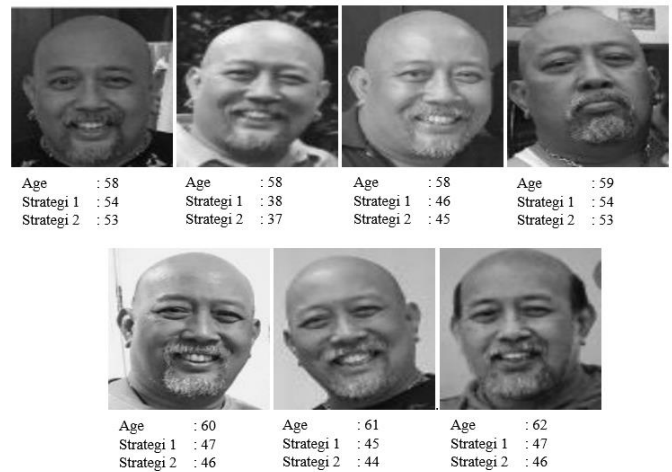 Age : 58
Strategi 1 : 54
Strategi 2 : 53
Age : 58
Strategi 1 : 38
Strategi 2 : 37
Age : 58
Strategi 1 : 46
Strategi 2 : 45
Age : 59
Strategi 1 : 54
Strategi 2 : 53
Age : 60
Strategi 1 : 47
Strategi 2 : 46
Age : 61
Strategi 1 : 45
Strategi 2 : 44
Age : 62
Strategi 1 : 47
Strategi 2 : 46